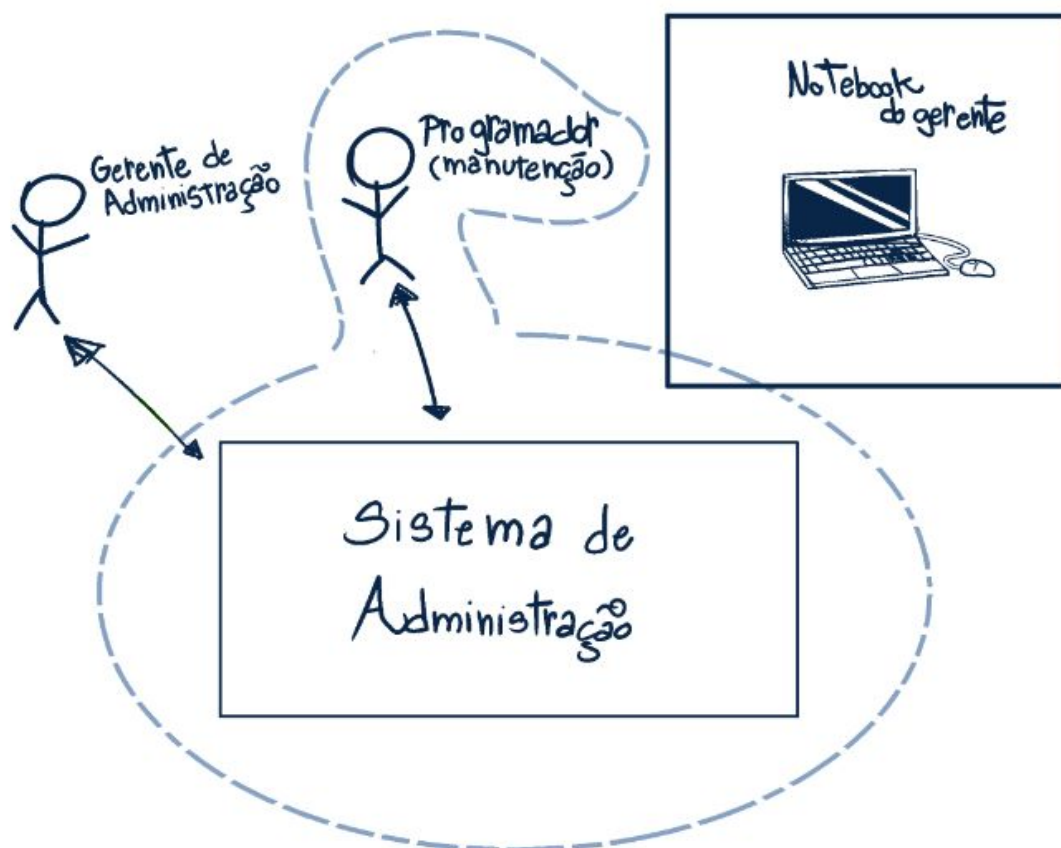 Gerente de
Administração
Programador
(manutenção)
Notebook
do gerente
Sistema de
Administração